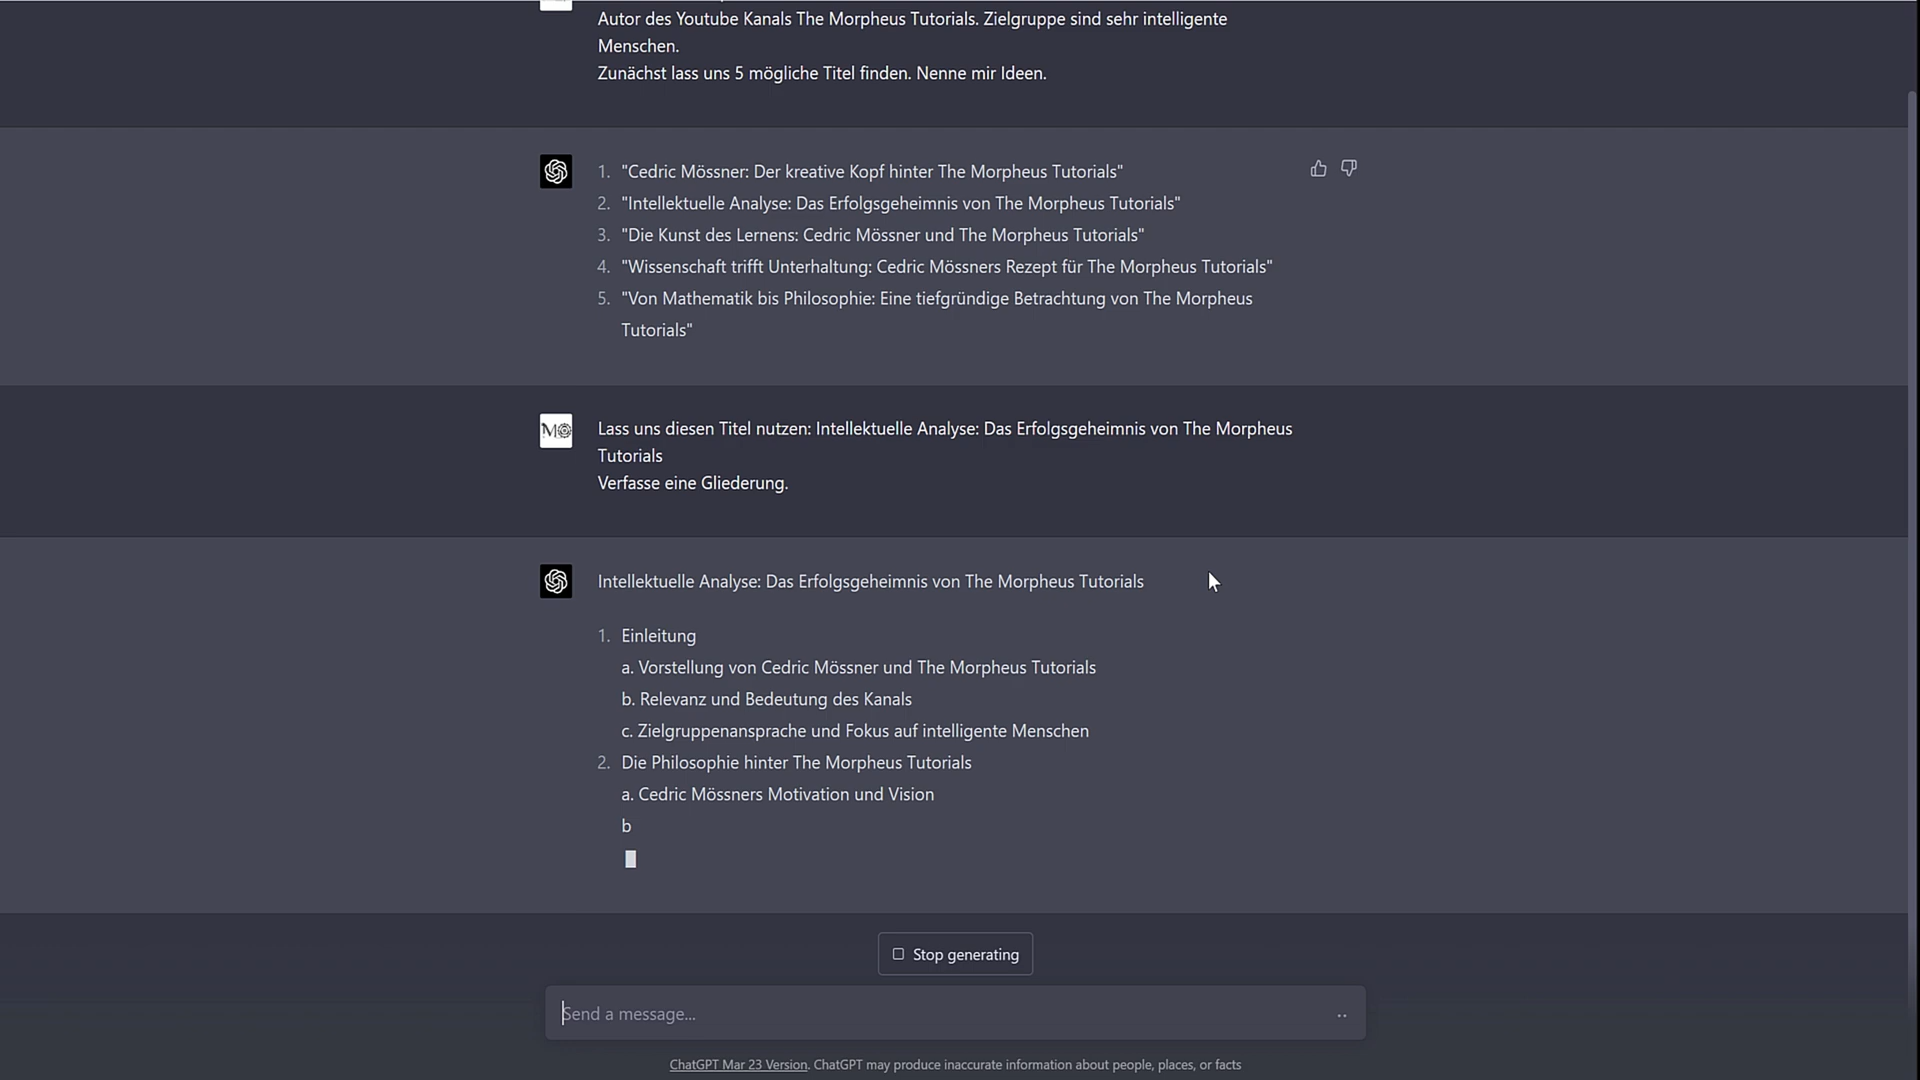 Autor des Youtube Kanals The Morpheus Tutorials. Zielgruppe sind sehr intelligente
Menschen.
Zunächst lass uns 5 mögliche Titel finden. Nenne mir Ideen.
1. "Cedric Mössner: Der kreative Kopf hinter The Morpheus Tutorials"
2. "Intellektuelle Analyse: Das Erfolgsgeheimnis von The Morpheus Tutorials"
3. "Die Kunst des Lernens: Cedric Mössner und The Morpheus Tutorials"
4. "Wissenschaft trifft Unterhaltung: Cedric Mössners Rezept für The Morpheus Tutorials"
5. "Von Mathematik bis Philosophie: Eine tiefgründige Betrachtung von The Morpheus
Tutorials"
Lass uns diesen Titel nutzen: Intellektuelle Analyse: Das Erfolgsgeheimnis von The Morpheus
Tutorials
Verfasse eine Gliederung.
Intellektuelle Analyse: Das Erfolgsgeheimnis von The Morpheus Tutorials
1. Einleitung
a. Vorstellung von Cedric Mössner und The Morpheus Tutorials
b. Relevanz und Bedeutung des Kanals
c. Zielgruppenansprache und Fokus auf intelligente Menschen
2. Die Philosophie hinter The Morpheus Tutorials
a. Cedric Mössners Motivation und Vision
b
Stop generating
Send a message...
ChatGPT Mar 23 Version. ChatGPT may produce inaccurate information about people, places, or facts